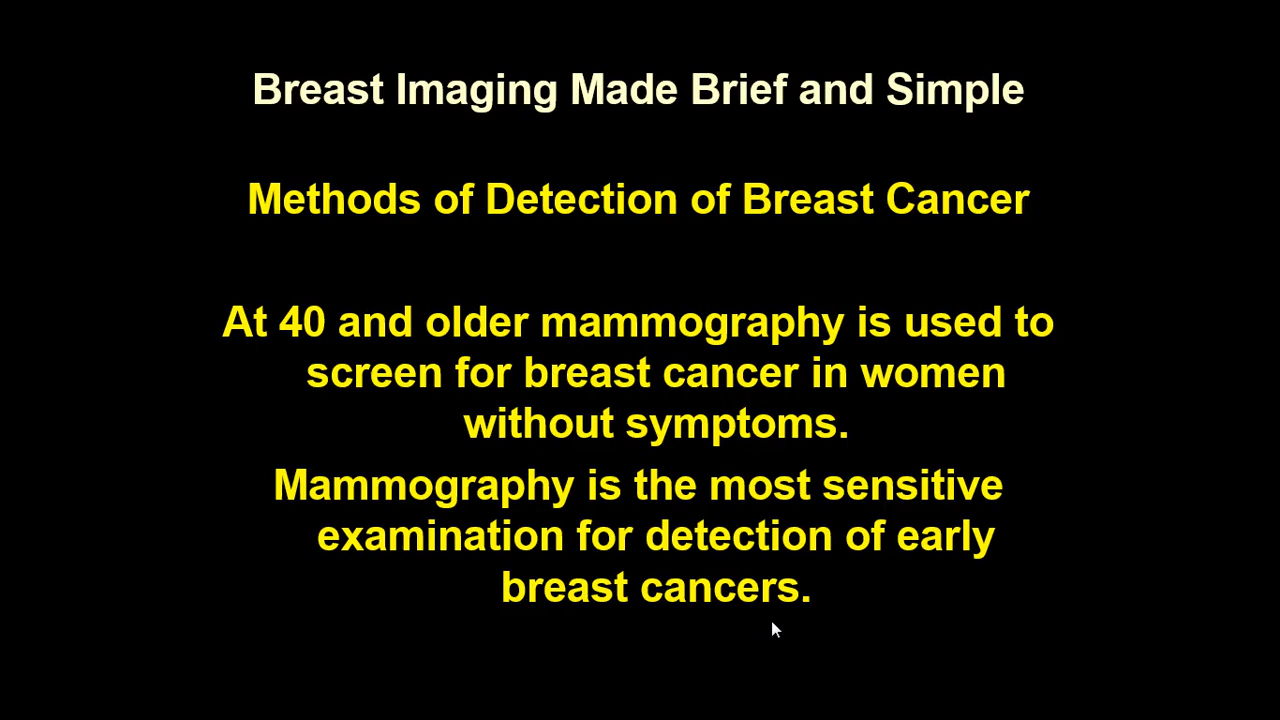 Breast Imaging Made Brief and Simple
Methods of Detection of Breast Cancer
At 40 and older mammography is used to
screen for breast cancer in women
without symptoms.
Mammography is the most sensitive
examination for detection of early
breast cancers.